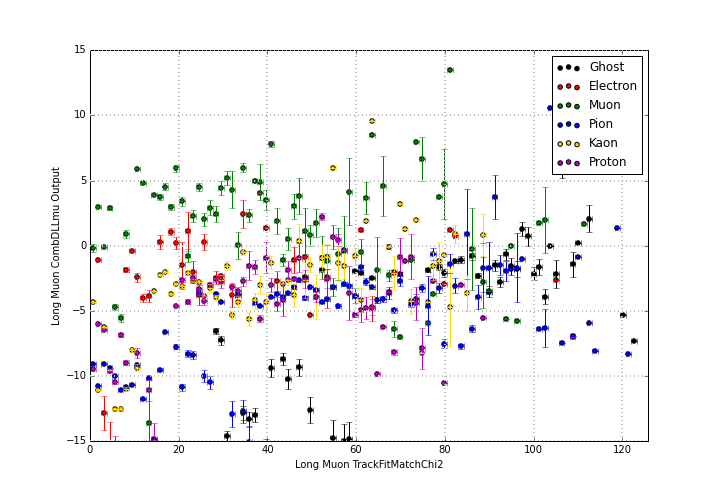 15
10
5
0
−5
−10
−15
0
20
40
60
80
100
120
Long Muon CombDLLmu Output
Long Muon TrackFitMatchChi2
Ghost
Electron
Muon
Pion
Kaon
Proton